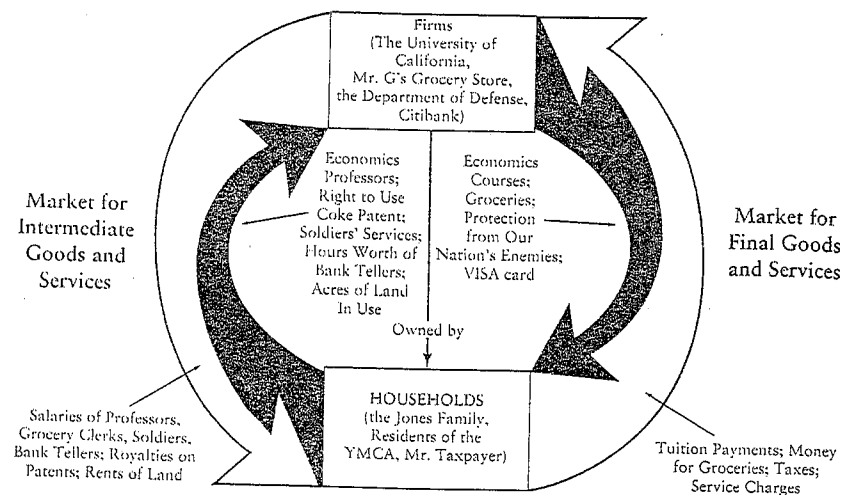 Firms
(The University of
California,
Mr. G's Grocery Store,
the Department of Defense,
Citibank)
Economics
Professors;
Right to Use
Coke Patent;
Soldiers' Services;
Hours Worth of
Bank Tellers;
Acres of Land
In Use
Economics
Courses;
Groceries;
Protection
from Our
Nation's Enemies;
VISA card
Market for
Intermediate
Goods and
Services
Market for
Final Goods
and Services
Owned by
HOUSEHOLDS
(the Jones Family,
Residents of the
YMCA, Mr. Taxpayer)
Salaries of Professors,
Grocery Clerks, Soldiers,
Bank Tellers; Royalties on
Patents; Rents of Land
Tuition Payments; Money
for Groceries; Taxes;
Service Charges